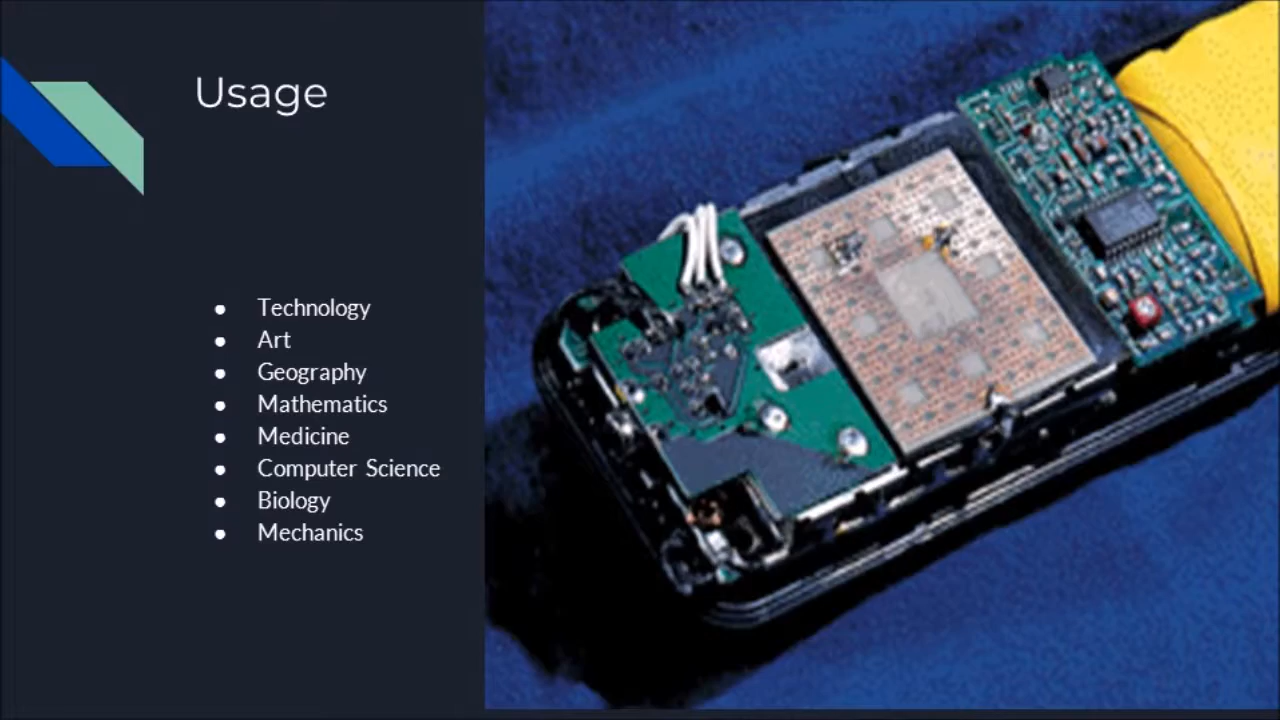 Usage
● Technology
● Art
● Geography
● Mathematics
● Medicine
● Computer Science
● Biology
● Mechanics